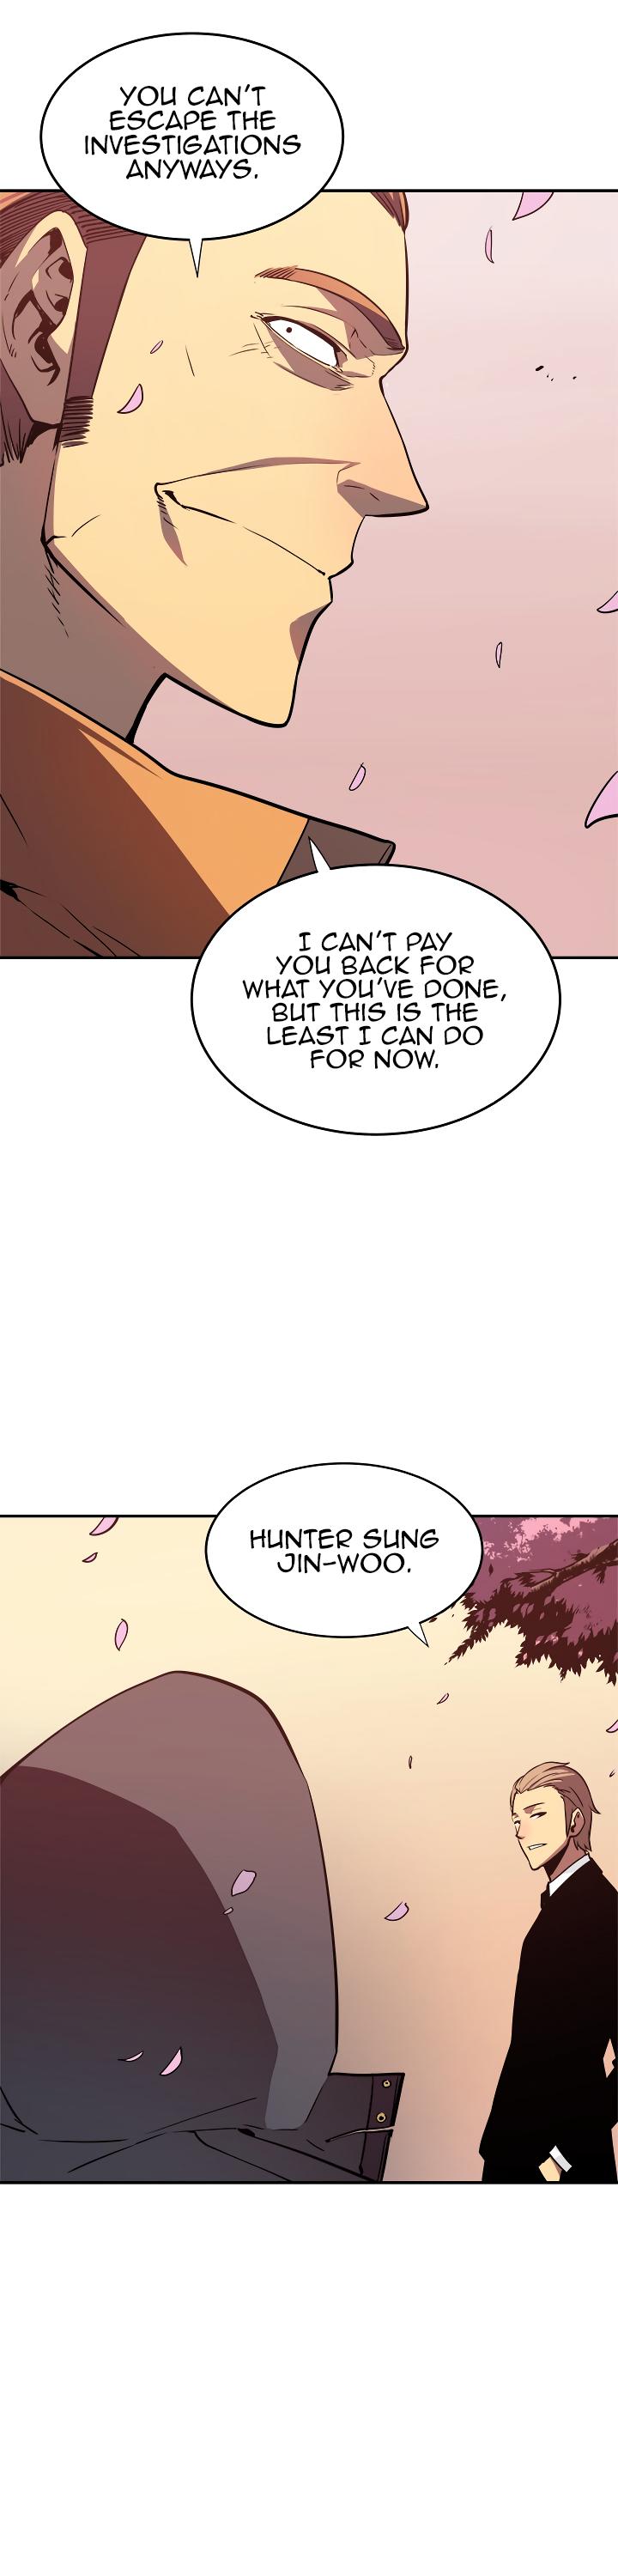 YOU CAN'T
ESCAPE THE
INVESTIGATIONS
ANYWAYS.
I CAN'T PAY
YOU BACK FOR
WHAT YOU'VE DONE,
BUT THIS IS THE
LEAST I CAN DO
FOR NOW.
HUNTER SUNG
JIN-WOO.